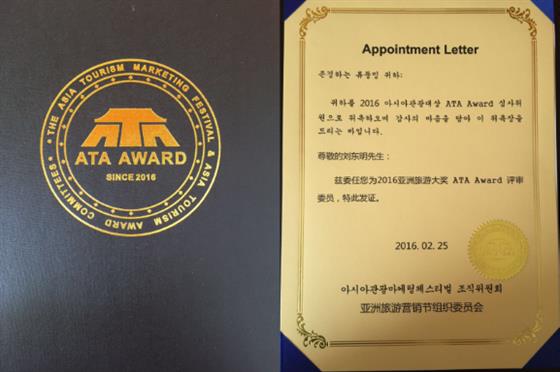 THE ASIA TOURISM MARKETING FESTIVAL & ASIA TOURISM AWARD COMMITTEES
ATA AWARD
SINCE 2016
Appointment Letter
존경하는 류동밍 귀하:
귀하를 2016 아시아관광대상 ATA Award 심사위
원으로 위촉하오며 감사의 마음을 담아 이 위촉장을
드리는 바입니다.
尊敬的刘东明先生：
兹委任您为2016亚洲旅游大奖 ATA Award 评审
委员，特此发证。
2016. 02. 25
ATA
아시아관광마케팅페스티벌 조직위원회
亚洲旅游营销节组织委员会